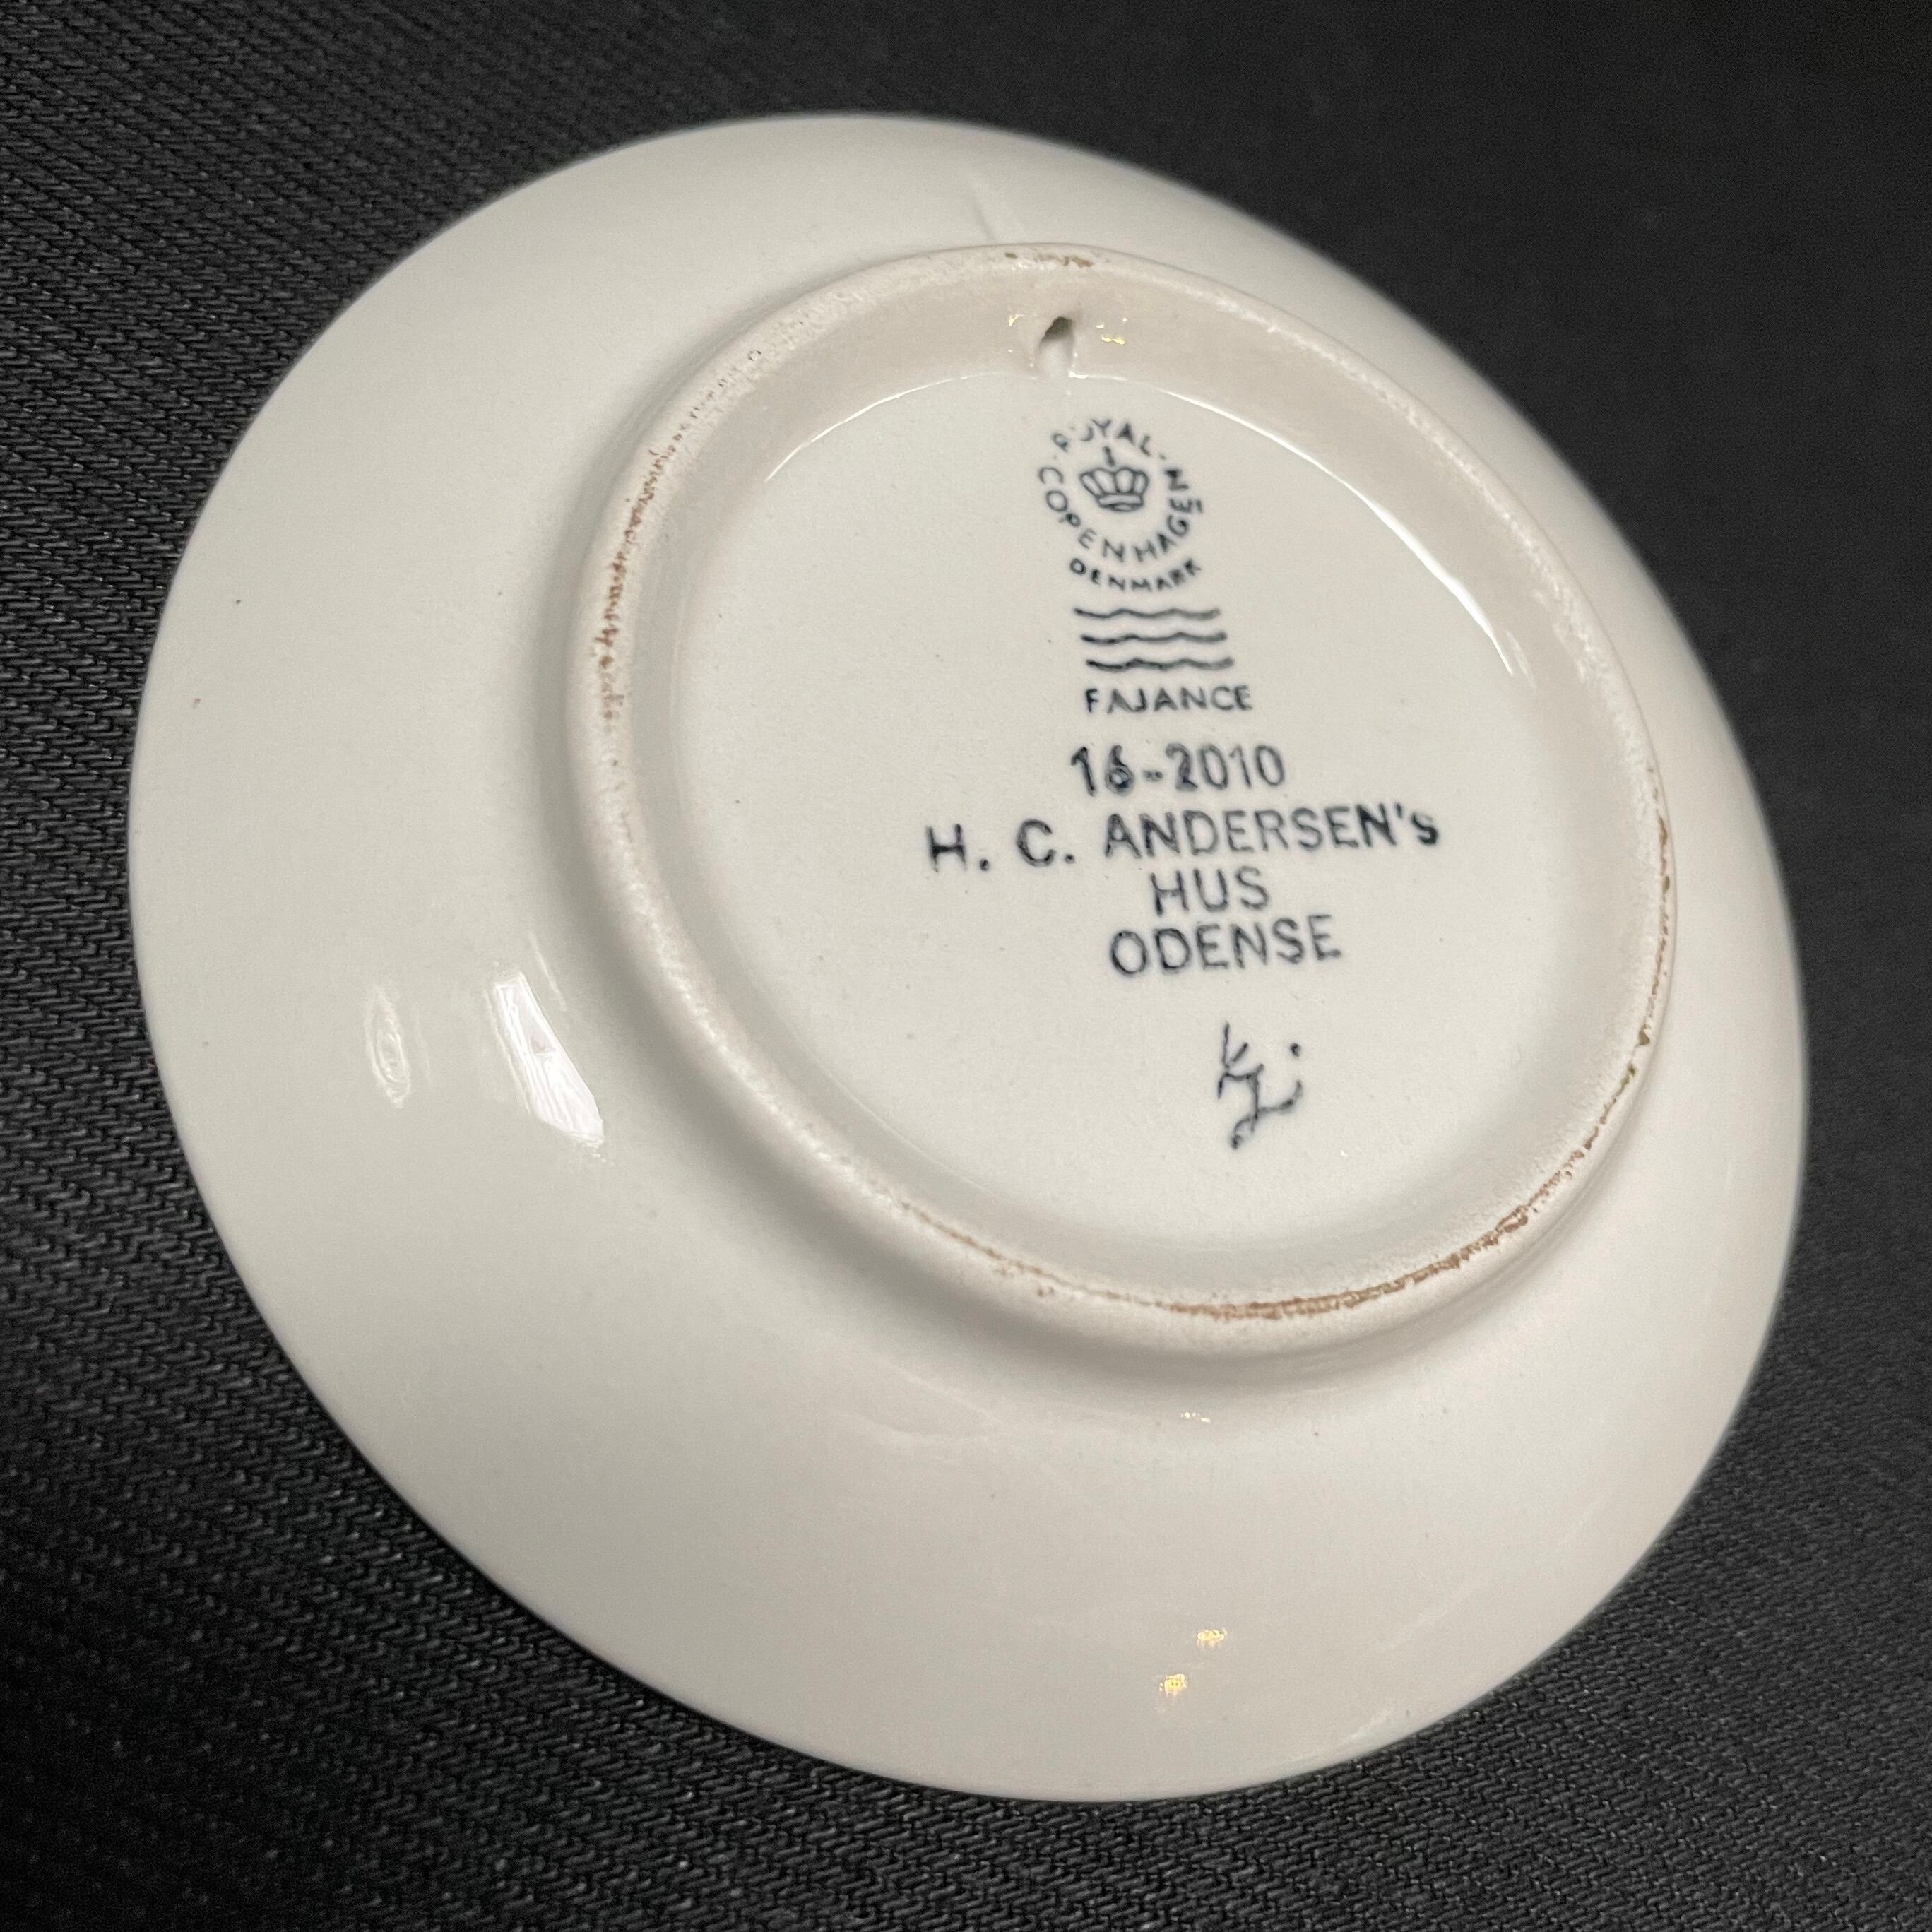 ROYAL
COPENHAGEN
DENMARK
FAJANCE
16-2010
H. C. ANDERSEN's
HUS
ODENSE